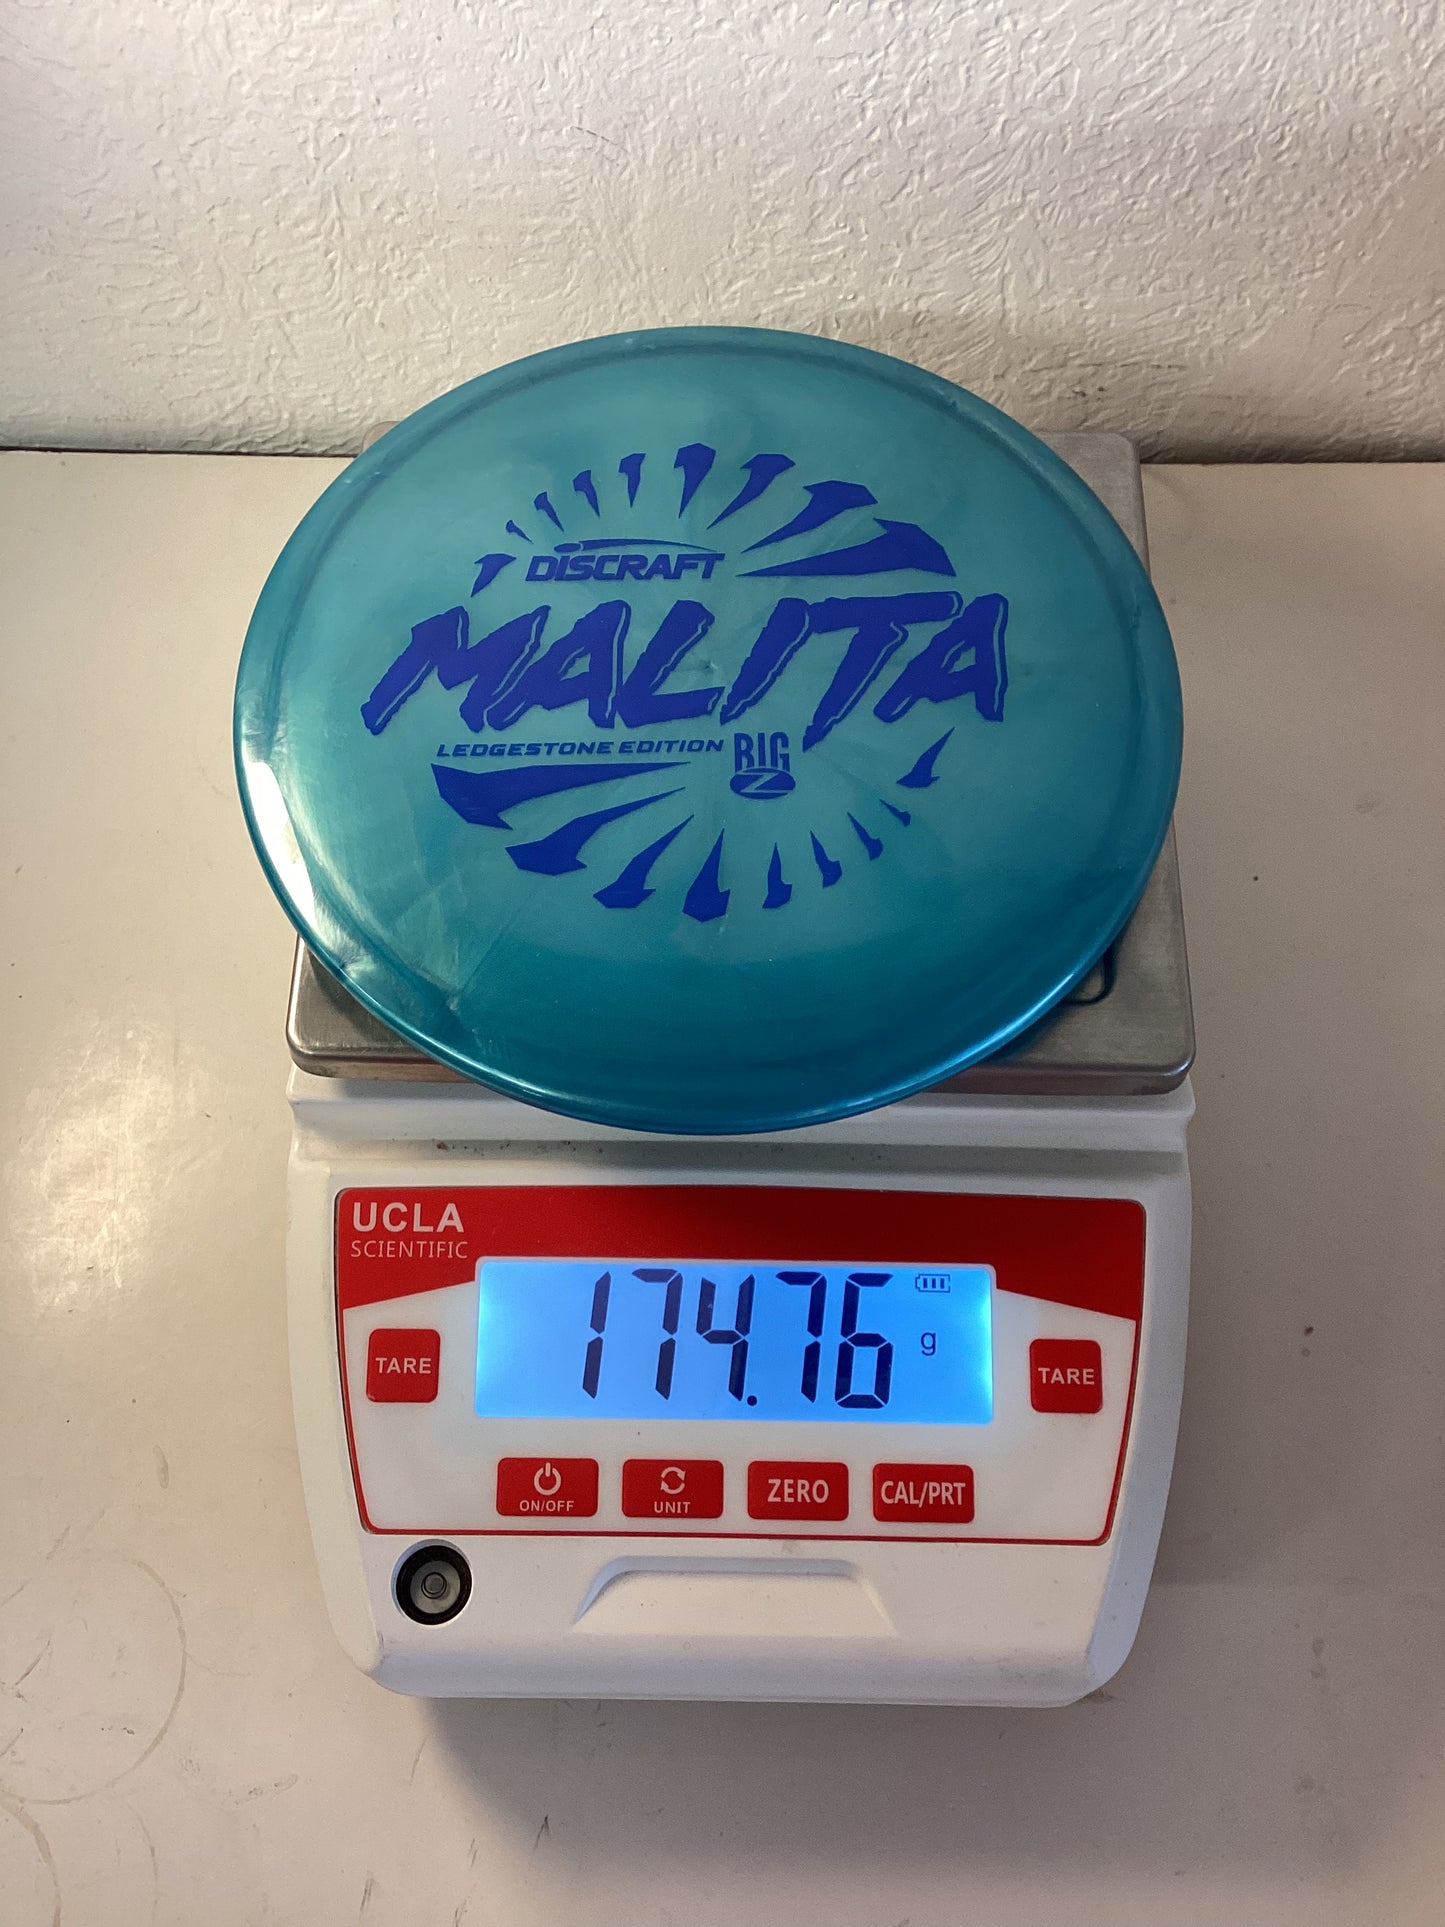 DISCRAFT
MALITA
LEDGESTONE EDITION BIG Z
UCLA
SCIENTIFIC
174.76 g
TARE
TARE
ON/OFF
UNIT
ZERO
CAL/PRT